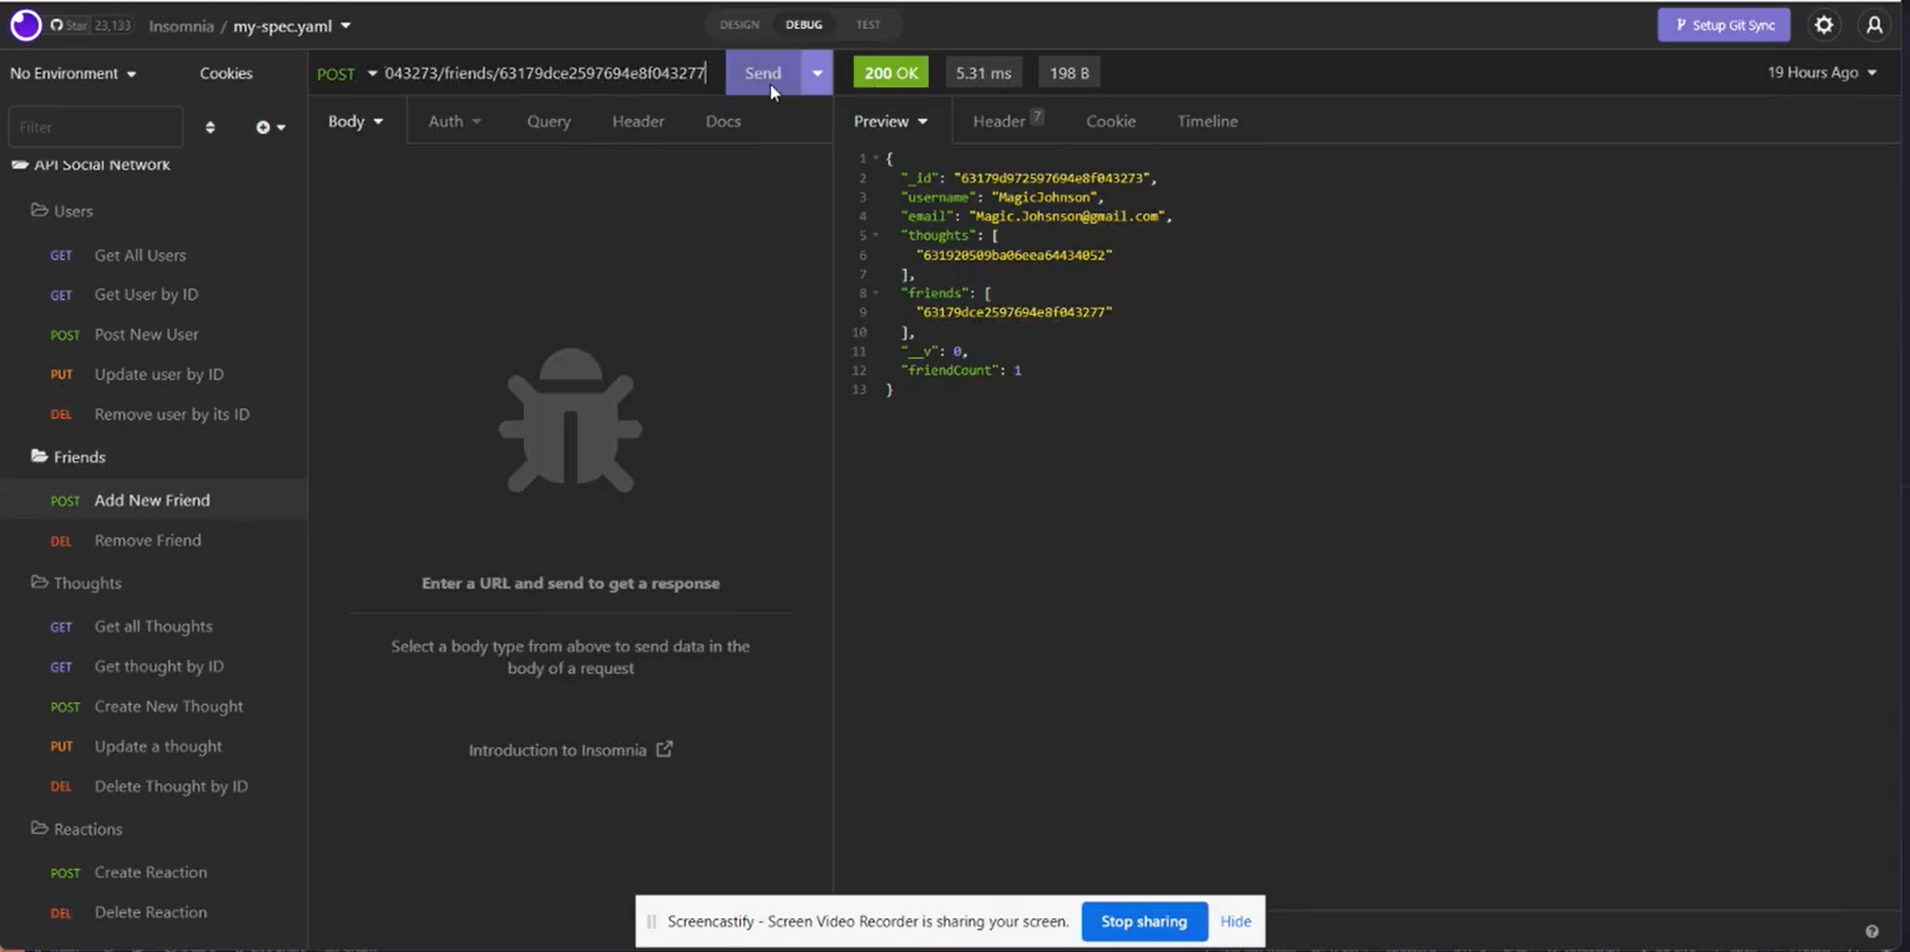 Star 23,133 Insomnia / my-spec.yaml DESIGN DEBUG TEST Setup Git Sync
No Environment Cookies POST 043273/friends/63179dce2597694e8f043277 Send 200 OK 5.31 ms 198 B 19 Hours Ago
Filter
Body Auth Query Header Docs
Preview Header 7 Cookie Timeline
API Social Network
Users
GET Get All Users
GET Get User by ID
POST Post New User
PUT Update user by ID
DEL Remove user by its ID
Friends
POST Add New Friend
DEL Remove Friend
Thoughts
GET Get all Thoughts
GET Get thought by ID
POST Create New Thought
PUT Update a thought
DEL Delete Thought by ID
Reactions
POST Create Reaction
DEL Delete Reaction
Enter a URL and send to get a response
Select a body type from above to send data in the
body of a request
Introduction to Insomnia
1 {
2 "_id": "63179d972597694e8f043273",
3 "username": "MagicJohnson",
4 "email": "Magic.Johsnson@gmail.com",
5 "thoughts": [
6 "631920509ba06eea64434052"
7 ],
8 "friends": [
9 "63179dce2597694e8f043277"
10 ],
11 "__v": 0,
12 "friendCount": 1
13 }
Screencastify - Screen Video Recorder is sharing your screen. Stop sharing Hide